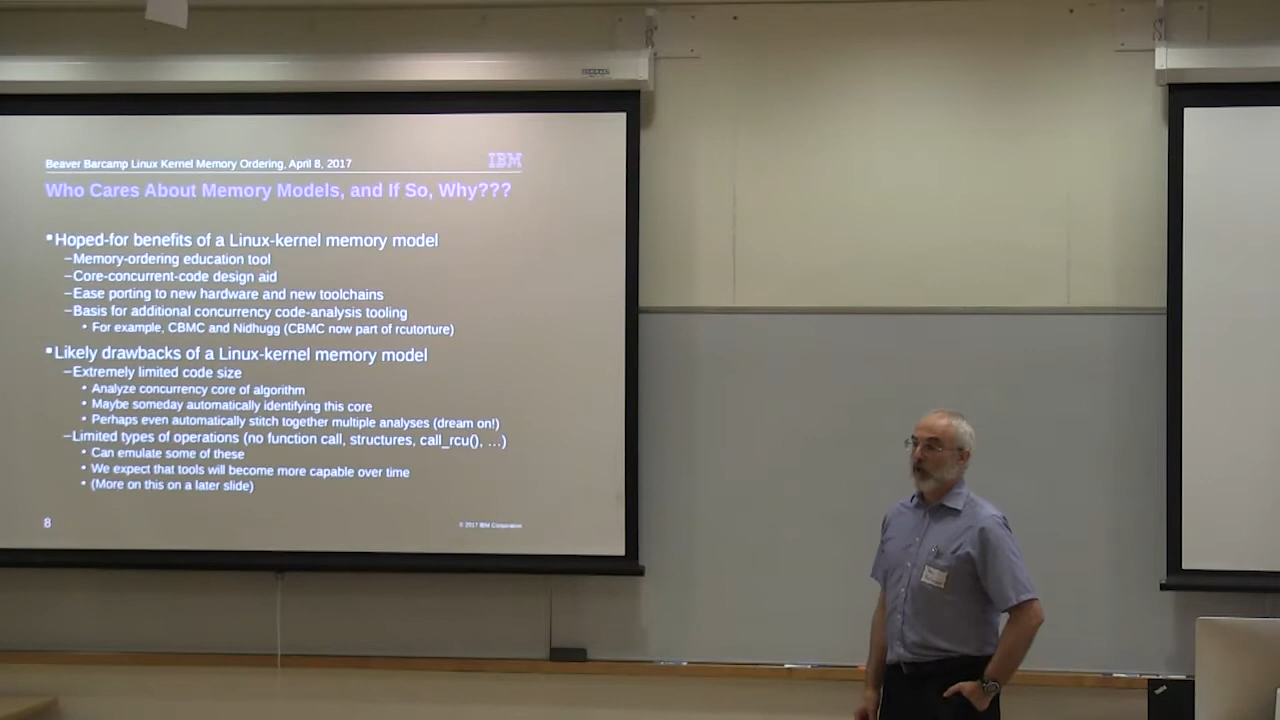 Beaver Barcamp Linux Kernel Memory Ordering, April 8, 2017
IBM
Who Cares About Memory Models, and If So, Why???
▪Hoped-for benefits of a Linux-kernel memory model
–Memory-ordering education tool
–Core-concurrent-code design aid
–Ease porting to new hardware and new toolchains
–Basis for additional concurrency code-analysis tooling
• For example, CBMC and Nidhugg (CBMC now part of rcutorture)
▪Likely drawbacks of a Linux-kernel memory model
–Extremely limited code size
• Analyze concurrency core of algorithm
• Maybe someday automatically identifying this core
• Perhaps even automatically stitch together multiple analyses (dream on!)
–Limited types of operations (no function call, structures, call_rcu(), …)
• Can emulate some of these
• We expect that tools will become more capable over time
• (More on this on a later slide)
8
© 2017 IBM Corporation